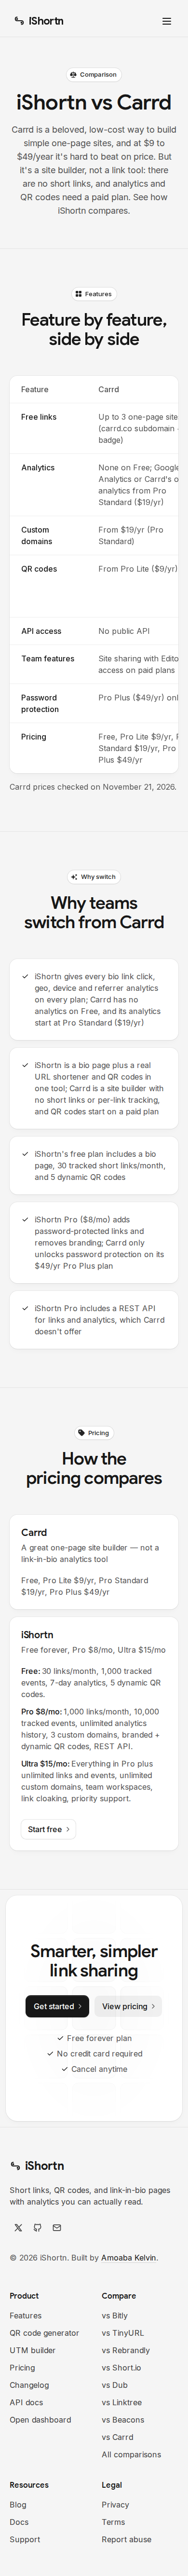 iShortn
Comparison
iShortn vs Carrd
Carrd is a beloved, low-cost way to build
simple one-page sites, and at $9 to
$49/year it's hard to beat on price. But
it's a site builder, not a link tool: there
are no short links, and analytics and
QR codes need a paid plan. See how
iShortn compares.
Features
Feature by feature,
side by side
Feature Carrd
Free links Up to 3 one-page site
(carrd.co subdomain
badge)
Analytics None on Free; Google
Analytics or Carrd's o
analytics from Pro
Standard ($19/yr)
Custom
domains From $19/yr (Pro
Standard)
QR codes From Pro Lite ($9/yr)
API access No public API
Team features Site sharing with Edito
access on paid plans
Password
protection Pro Plus ($49/yr) onl
Pricing Free, Pro Lite $9/yr, P
Standard $19/yr, Pro
Plus $49/yr
Carrd prices checked on November 21, 2026.
Why switch
Why teams
switch from Carrd
iShortn gives every bio link click,
geo, device and referrer analytics
on every plan; Carrd has no
analytics on Free, and its analytics
start at Pro Standard ($19/yr)
iShortn is a bio page plus a real
URL shortener and QR codes in
one tool; Carrd is a site builder with
no short links or per-link tracking,
and QR codes start on a paid plan
iShortn's free plan includes a bio
page, 30 tracked short links/month,
and 5 dynamic QR codes
iShortn Pro ($8/mo) adds
password-protected links and
removes branding; Carrd only
unlocks password protection on its
$49/yr Pro Plus plan
iShortn Pro includes a REST API
for links and analytics, which Carrd
doesn't offer
Pricing
How the
pricing compares
Carrd
A great one-page site builder — not a
link-in-bio analytics tool
Free, Pro Lite $9/yr, Pro Standard
$19/yr, Pro Plus $49/yr
iShortn
Free forever, Pro $8/mo, Ultra $15/mo
Free: 30 links/month, 1,000 tracked
events, 7-day analytics, 5 dynamic QR
codes.
Pro $8/mo: 1,000 links/month, 10,000
tracked events, unlimited analytics
history, 3 custom domains, branded +
dynamic QR codes, REST API.
Ultra $15/mo: Everything in Pro plus
unlimited links and events, unlimited
custom domains, team workspaces,
link cloaking, priority support.
Start free
Smarter, simpler
link sharing
Get started View pricing
Free forever plan
No credit card required
Cancel anytime
iShortn
Short links, QR codes, and link-in-bio pages
with analytics you can actually read.
© 2026 iShortn. Built by Amoaba Kelvin.
Product
Features
QR code generator
UTM builder
Pricing
Changelog
API docs
Open dashboard
Compare
vs Bitly
vs TinyURL
vs Rebrandly
vs Short.io
vs Dub
vs Linktree
vs Beacons
vs Carrd
All comparisons
Resources
Blog
Docs
Support
Legal
Privacy
Terms
Report abuse